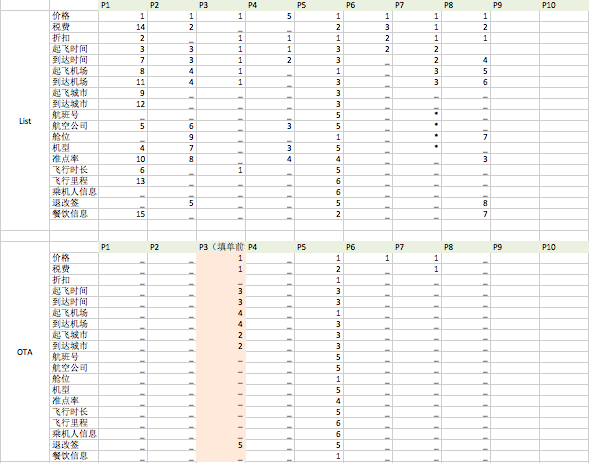 P1 P2 P3 P4 P5 P6 P7 P8 P9 P10
价格 1 1 1 5 1 1 1 1
税费 14 2 _ _ 2 3 1 2
折扣 2 _ 1 1 1 2 1 1
起飞时间 3 3 1 1 3 2 2
到达时间 7 3 1 2 3 _ 2 4
起飞机场 8 4 1 _ 1 _ 3 5
到达机场 11 4 1 _ 3 _ 3 6
起飞城市 9 _ _ _ 3 _ _ _
到达城市 12 _ _ _ 3 _ _ _
List
航班号 _ _ _ _ 5 _ * _
航空公司 5 6 _ 3 5 _ * _
舱位 _ 9 _ _ 1 _ * 7
机型 4 7 _ 3 5 _ * _
准点率 10 8 _ 4 4 _ _ 3
飞行时长 6 _ 1 _ 5 _ _ _
飞行里程 13 _ _ _ 6 _ _ _
乘机人信息 _ _ _ _ 6 _ _ _
退改签 _ 5 _ _ 5 _ _ 8
餐饮信息 15 _ _ _ 2 _ _ 7
P1 P2 P3（填单前 P4 P5 P6 P7 P8 P9 P10
价格 _ _ 1 _ 1 1 1 _
税费 _ _ 1 _ 2 _ 1 _
折扣 _ _ _ _ 1 _ _ _
起飞时间 _ _ 3 _ 3 _ _ _
到达时间 _ _ 3 _ 3 _ _ _
起飞机场 _ _ 4 _ 1 _ _ _
到达机场 _ _ 4 _ 3 _ _ _
起飞城市 _ _ 2 _ 3 _ _ _
到达城市 _ _ 2 _ 3 _ _ _
OTA
航班号 _ _ _ _ 5 _ _ _
航空公司 _ _ _ _ 5 _ _ _
舱位 _ _ _ _ 1 _ _ _
机型 _ _ _ _ 5 _ _ _
准点率 _ _ _ _ 4 _ _ _
飞行时长 _ _ _ _ 5 _ _ _
飞行里程 _ _ _ _ 6 _ _ _
乘机人信息 _ _ _ _ 6 _ _ _
退改签 _ _ 5 _ 5 _ _ _
餐饮信息 _ _ _ _ 1 _ _ _